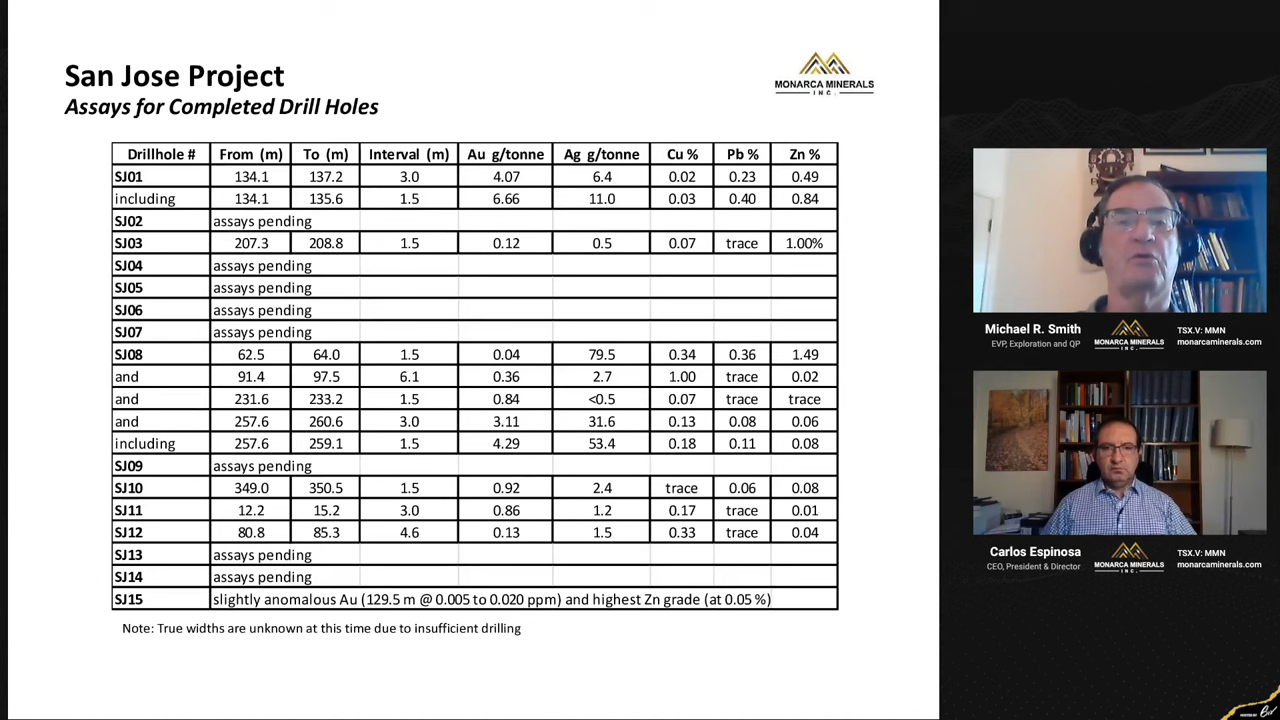 San Jose Project
Assays for Completed Drill Holes
MONARCA MINERALS
INC.
Drillhole # From (m) To (m) Interval (m) Au g/tonne Ag g/tonne Cu % Pb % Zn %
SJ01 134.1 137.2 3.0 4.07 6.4 0.02 0.23 0.49
including 134.1 135.6 1.5 6.66 11.0 0.03 0.40 0.84
SJ02 assays pending
SJ03 207.3 208.8 1.5 0.12 0.5 0.07 trace 1.00%
SJ04 assays pending
SJ05 assays pending
SJ06 assays pending
SJ07 assays pending
SJ08 62.5 64.0 1.5 0.04 79.5 0.34 0.36 1.49
and 91.4 97.5 6.1 0.36 2.7 1.00 trace 0.02
and 231.6 233.2 1.5 0.84 <0.5 0.07 trace trace
and 257.6 260.6 3.0 3.11 31.6 0.13 0.08 0.06
including 257.6 259.1 1.5 4.29 53.4 0.18 0.11 0.08
SJ09 assays pending
SJ10 349.0 350.5 1.5 0.92 2.4 trace 0.06 0.08
SJ11 12.2 15.2 3.0 0.86 1.2 0.17 trace 0.01
SJ12 80.8 85.3 4.6 0.13 1.5 0.33 trace 0.04
SJ13 assays pending
SJ14 assays pending
SJ15 slightly anomalous Au (129.5 m @ 0.005 to 0.020 ppm) and highest Zn grade (at 0.05 %)
Note: True widths are unknown at this time due to insufficient drilling
Michael R. Smith
EVP, Exploration and QP
MONARCA MINERALS
INC.
TSX.V: MMN
monarcaminerals.com
Carlos Espinosa
CEO, President & Director
MONARCA MINERALS
INC.
TSX.V: MMN
monarcaminerals.com
HOSTED BY